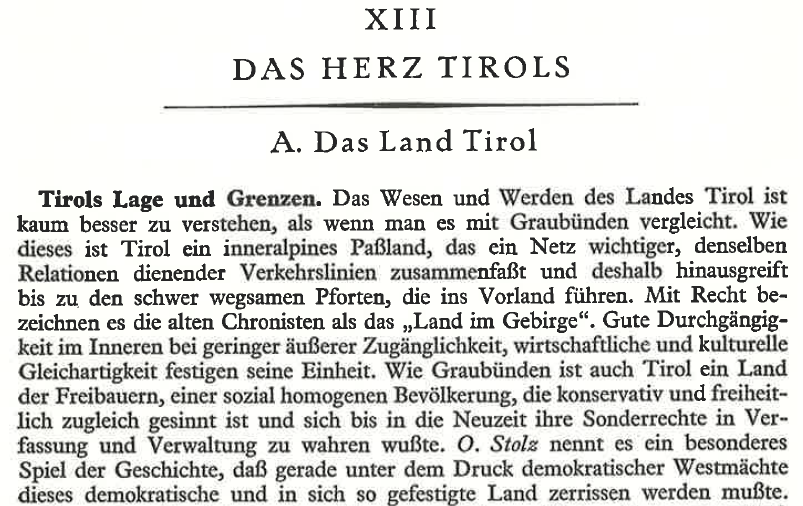 XIII
DAS HERZ TIROLS
A. Das Land Tirol
Tirols Lage und Grenzen. Das Wesen und Werden des Landes Tirol ist
kaum besser zu verstehen, als wenn man es mit Graubünden vergleicht. Wie
dieses ist Tirol ein inneralpines Paßland, das ein Netz wichtiger, denselben
Relationen dienender Verkehrslinien zusammenfaßt und deshalb hinausgreift
bis zu den schwer wegsamen Pforten, die ins Vorland führen. Mit Recht be-
zeichnen es die alten Chronisten als das „Land im Gebirge“. Gute Durchgängig-
keit im Inneren bei geringer äußerer Zugänglichkeit, wirtschaftliche und kulturelle
Gleichartigkeit festigen seine Einheit. Wie Graubünden ist auch Tirol ein Land
der Freibauern, einer sozial homogenen Bevölkerung, die konservativ und freiheit-
lich zugleich gesinnt ist und sich bis in die Neuzeit ihre Sonderrechte in Ver-
fassung und Verwaltung zu wahren wußte. O. Stolz nennt es ein besonderes
Spiel der Geschichte, daß gerade unter dem Druck demokratischer Westmächte
dieses demokratische und in sich so gefestigte Land zerrissen werden mußte.